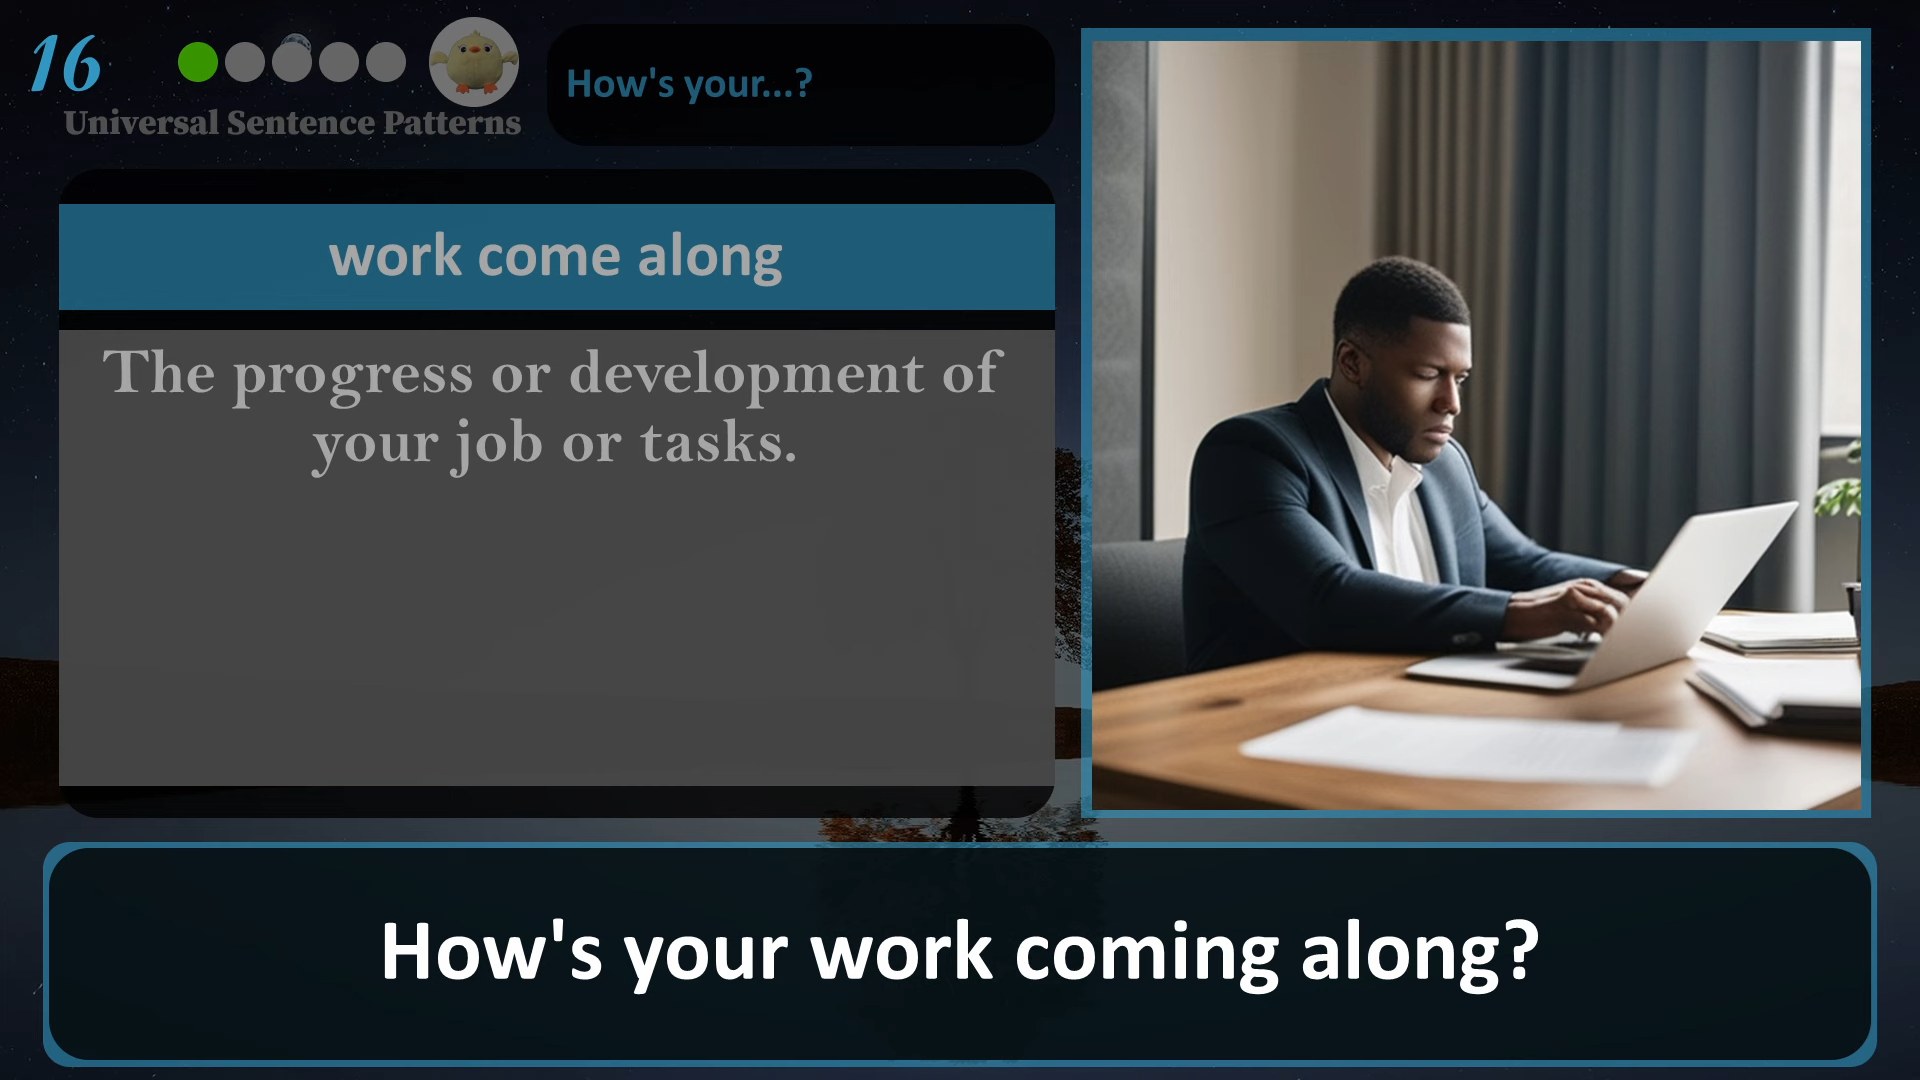 16
Universal Sentence Patterns
How's your...?
work come along
The progress or development of
your job or tasks.
How's your work coming along?